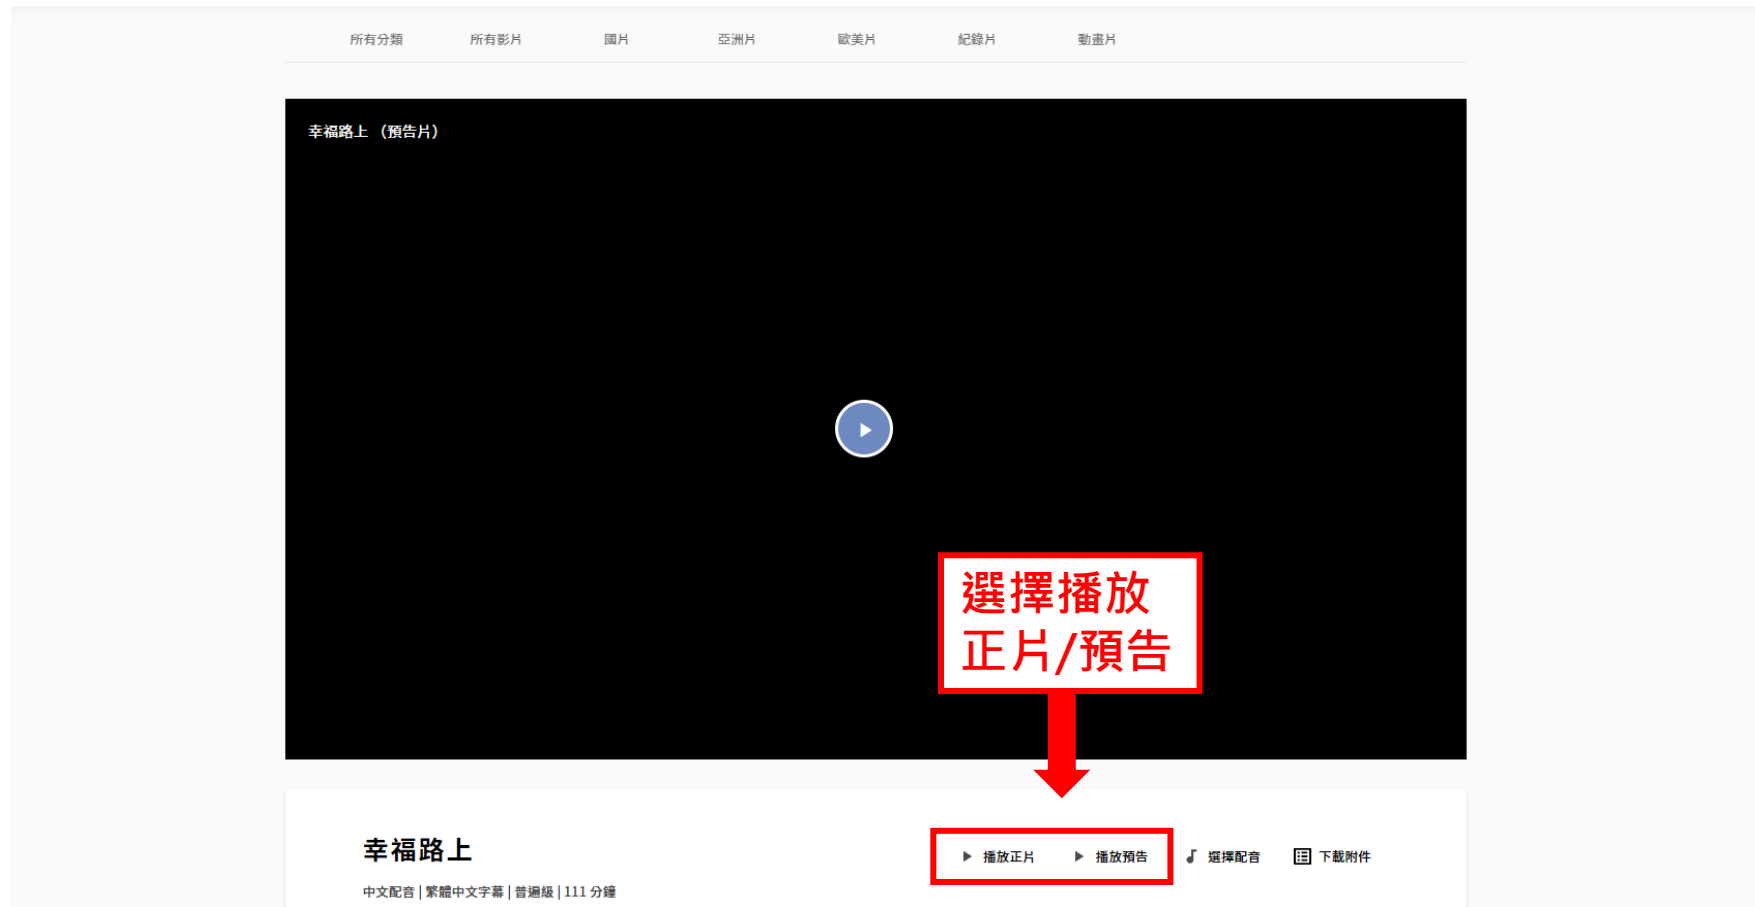 所有分類 所有影片 國片 亞洲片 歐美片 紀錄片 動畫片
幸福路上 （預告片）
選擇播放
正片/預告
幸福路上
播放正片 播放預告 選擇配音 下載附件
中文配音 | 繁體中文字幕 | 普遍級 | 111 分鐘